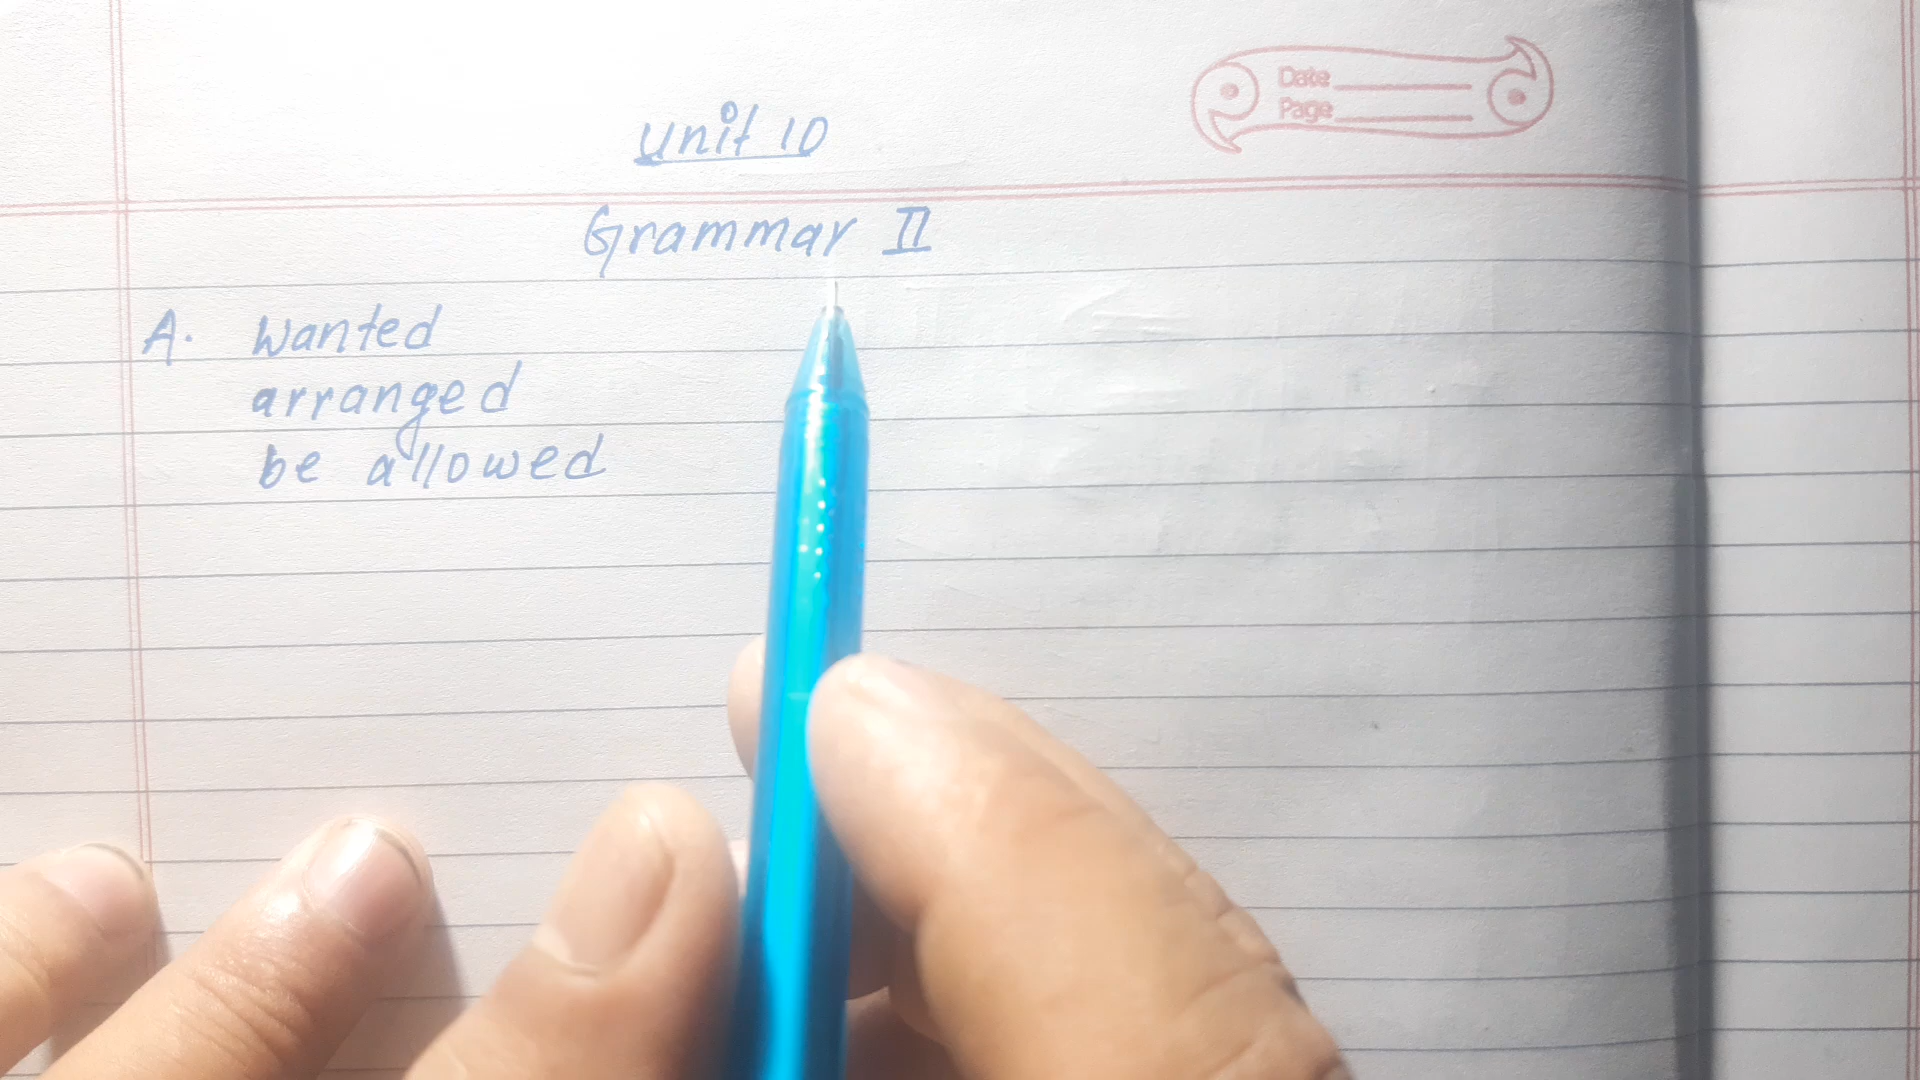 Date
Page
Unit 10
Grammar II
A. Wanted
arranged
be allowed